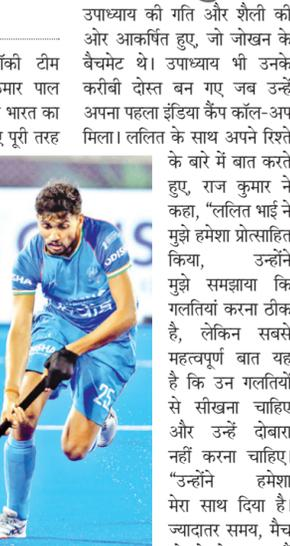 ॉकी टीम
मार पाल
भारत का
पूरी तरह
उपाध्याय की गति और शैली की
ओर आकर्षित हुए, जो जोखन के
बैचमेट थे। उपाध्याय भी उनके
करीबी दोस्त बन गए जब उन्हें
अपना पहला इंडिया कैंप कॉल-अप
मिला। ललित के साथ अपने रिश्ते
के बारे में बात करते
हुए, राज कुमार ने
कहा, “ललित भाई ने
मुझे हमेशा प्रोत्साहित
किया, उन्होंने
मुझे समझाया कि
गलतियां करना ठीक
है, लेकिन सबसे
महत्वपूर्ण बात यह
है कि उन गलतियों
से सीखना चाहिए
और उन्हें दोबारा
नहीं करना चाहिए।
“उन्होंने हमेशा
मेरा साथ दिया है।
ज्यादातर समय, मैच
ODIS
25